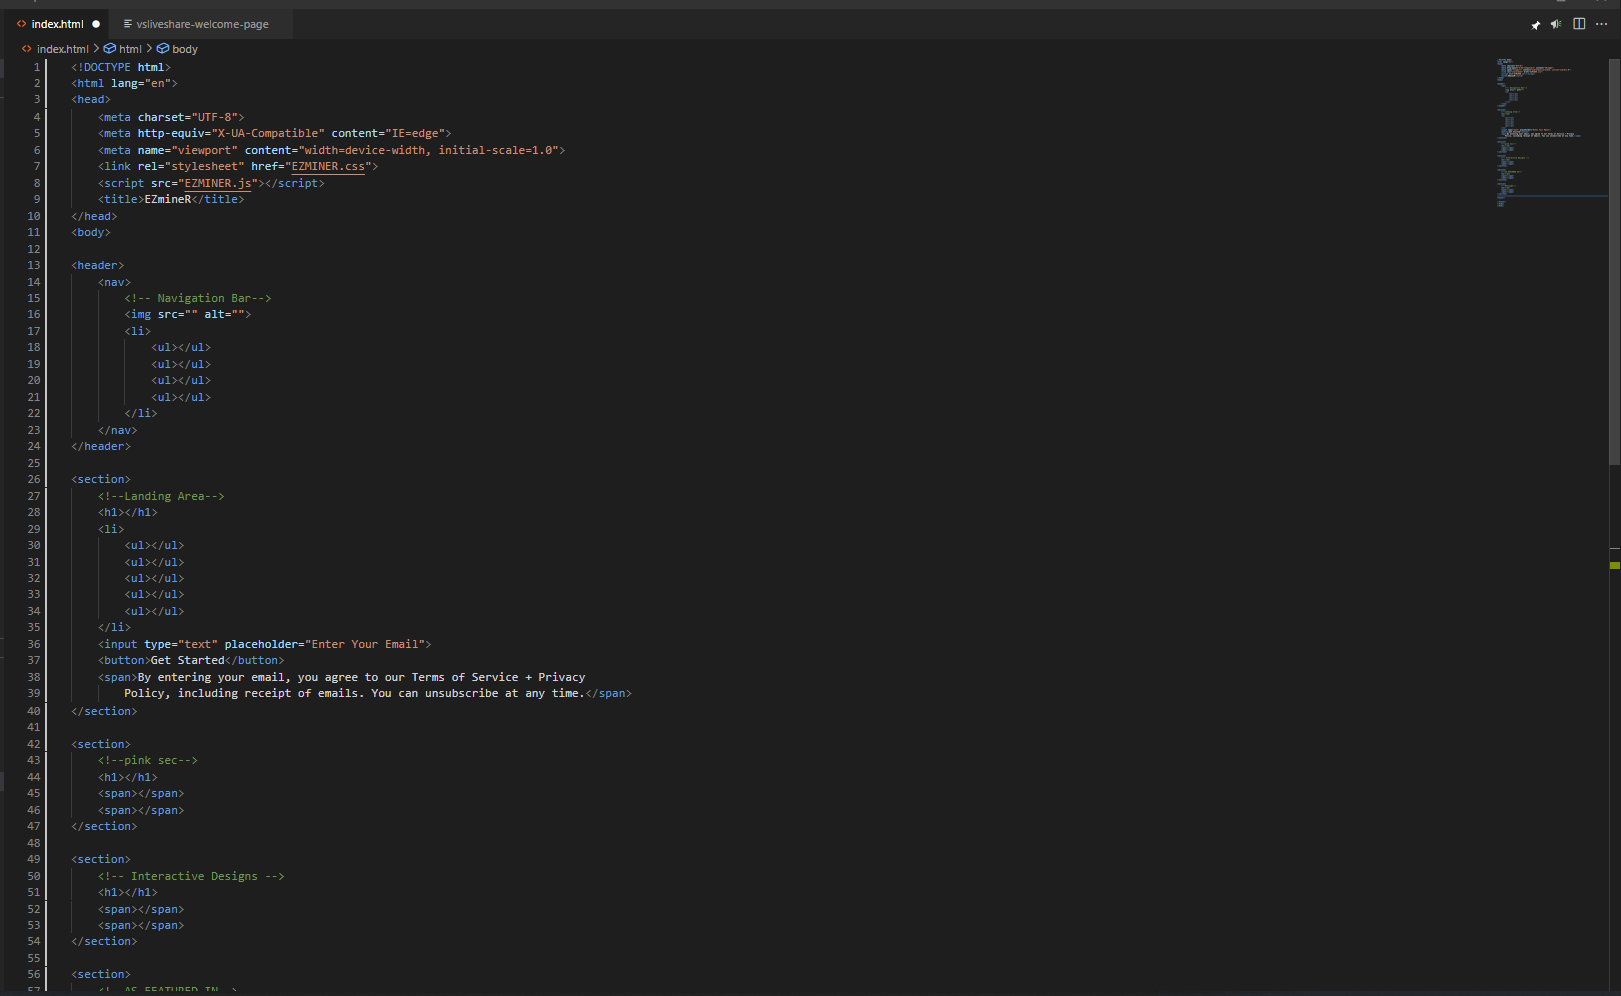 index.html
vsliveshare-welcome-page
index.html > html > body
1 <!DOCTYPE html>
2 <html lang="en">
3 <head>
4 <meta charset="UTF-8">
5 <meta http-equiv="X-UA-Compatible" content="IE=edge">
6 <meta name="viewport" content="width=device-width, initial-scale=1.0">
7 <link rel="stylesheet" href="EZMINER.css">
8 <script src="EZMINER.js"></script>
9 <title>EZmineR</title>
10 </head>
11 <body>
12
13 <header>
14 <nav>
15 <!-- Navigation Bar-->
16 <img src="" alt="">
17 <li>
18 <ul></ul>
19 <ul></ul>
20 <ul></ul>
21 <ul></ul>
22 </li>
23 </nav>
24 </header>
25
26 <section>
27 <!--Landing Area-->
28 <h1></h1>
29 <li>
30 <ul></ul>
31 <ul></ul>
32 <ul></ul>
33 <ul></ul>
34 <ul></ul>
35 </li>
36 <input type="text" placeholder="Enter Your Email">
37 <button>Get Started</button>
38 <span>By entering your email, you agree to our Terms of Service + Privacy
39 Policy, including receipt of emails. You can unsubscribe at any time.</span>
40 </section>
41
42 <section>
43 <!--pink sec-->
44 <h1></h1>
45 <span></span>
46 <span></span>
47 </section>
48
49 <section>
50 <!-- Interactive Designs -->
51 <h1></h1>
52 <span></span>
53 <span></span>
54 </section>
55
56 <section>
57 <!--AS FEATURED IN-->